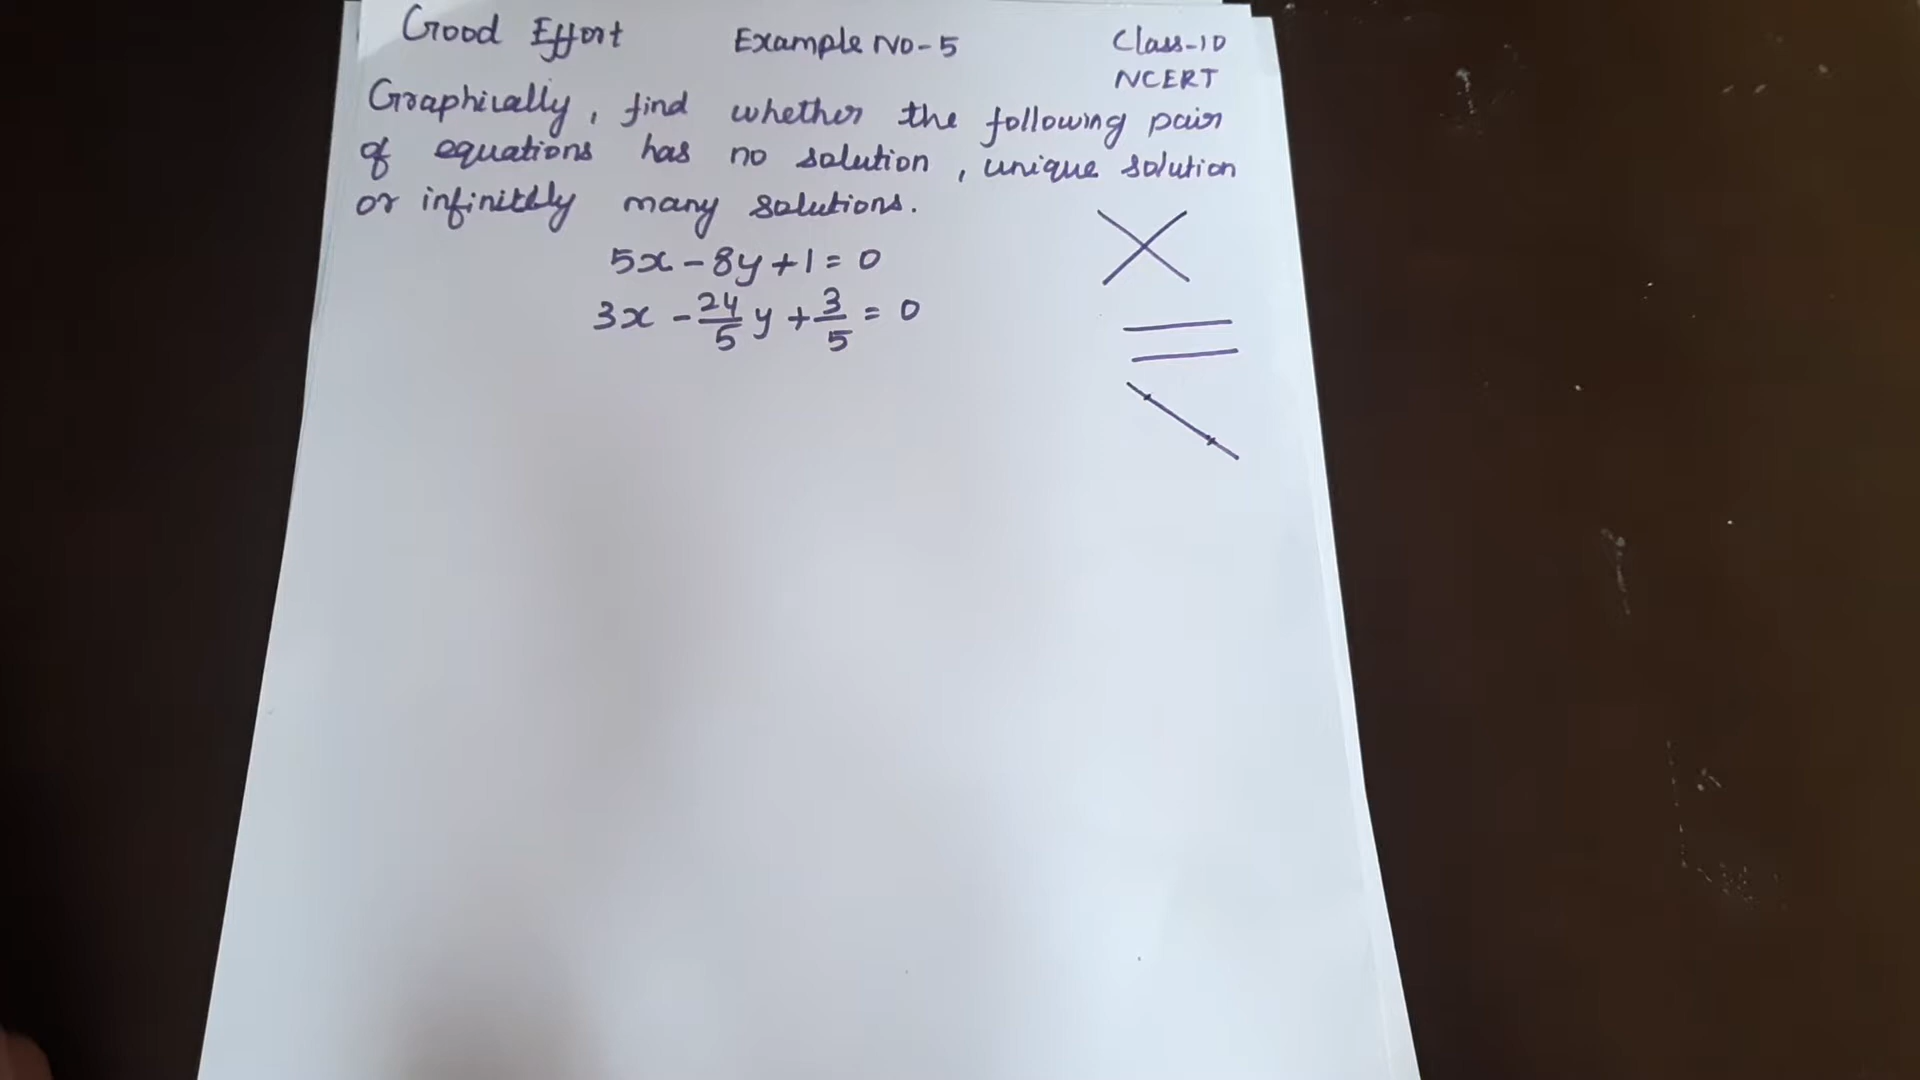 Good Effort Example No-5 Class-10
NCERT
Graphically, find whether the following pair
of equations has no solution, unique solution
or infinitely many solutions.
5x - 8y + 1 = 0
3x - 24/5 y + 3/5 = 0